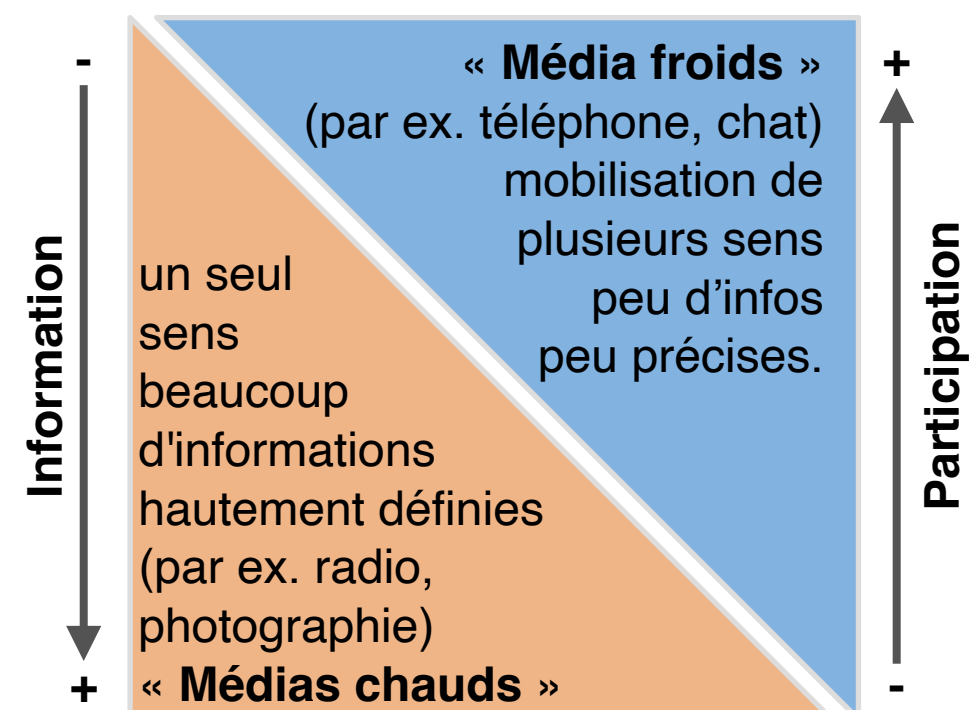 -
+
« Média froids »
(par ex. téléphone, chat)
mobilisation de
plusieurs sens
peu d’infos
peu précises.
Information
Participation
un seul
sens
beaucoup
d'informations
hautement définies
(par ex. radio,
photographie)
« Médias chauds »
+
-